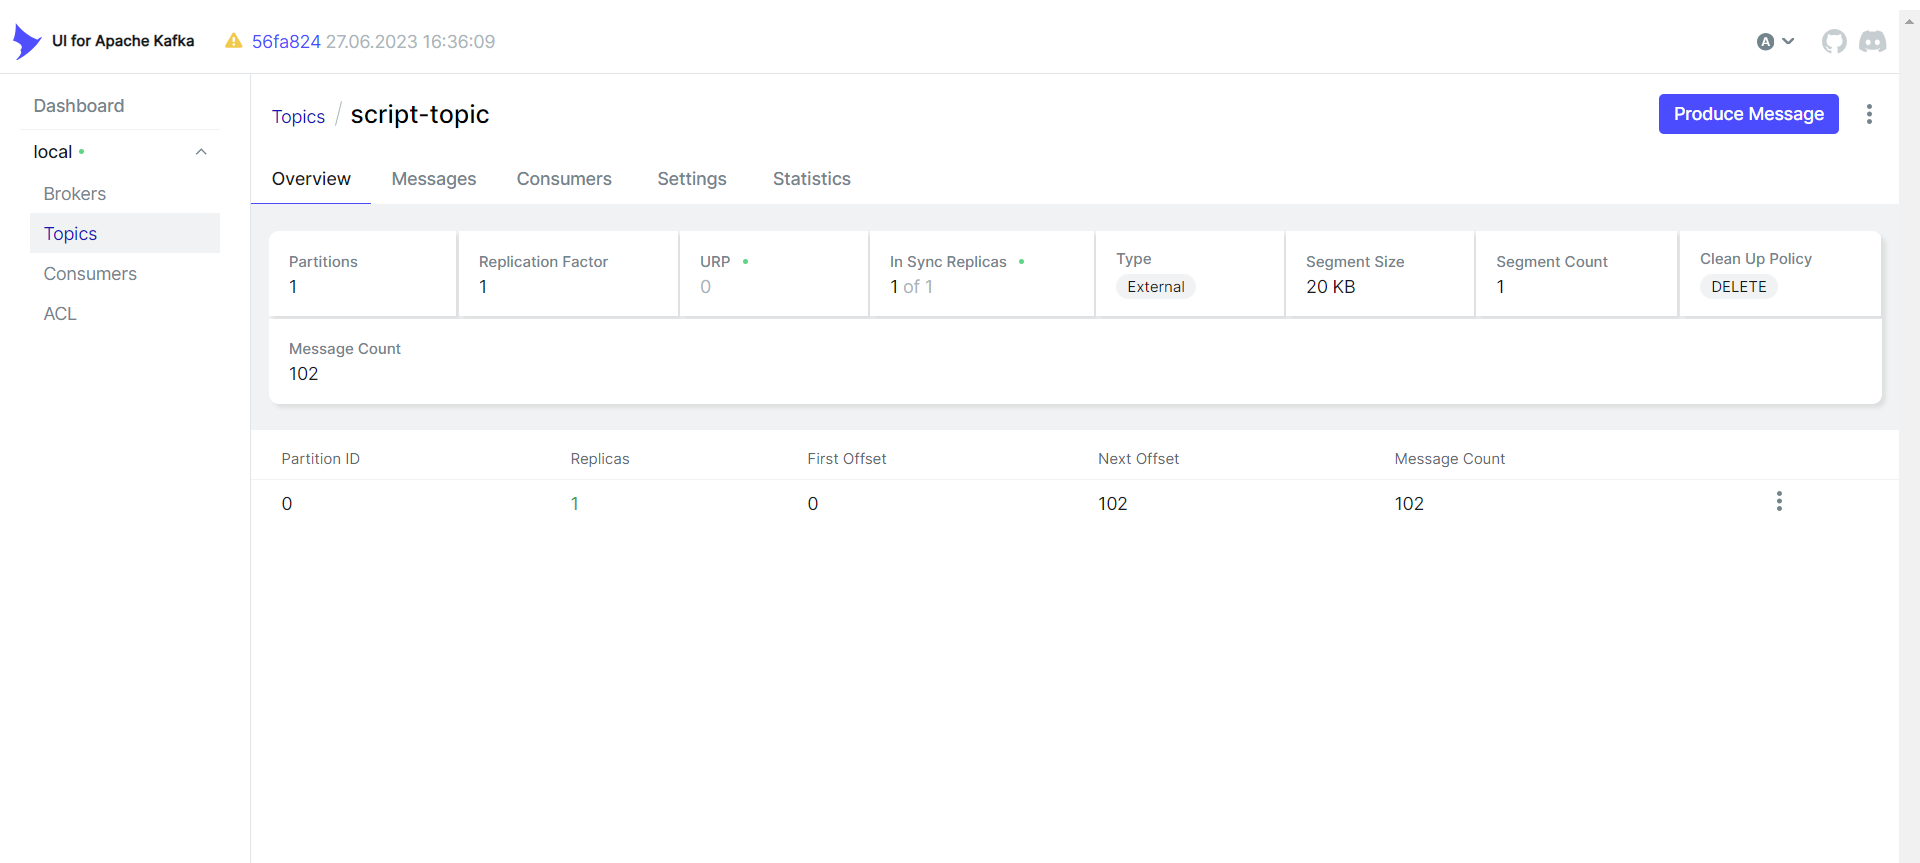 UI for Apache Kafka
56fa824 27.06.2023 16:36:09
A
Dashboard
local
Brokers
Topics
Consumers
ACL
Topics / script-topic
Produce Message
Overview Messages Consumers Settings Statistics
Partitions
1
Replication Factor
1
URP
0
In Sync Replicas
1 of 1
Type
External
Segment Size
20 KB
Segment Count
1
Clean Up Policy
DELETE
Message Count
102
Partition ID Replicas First Offset Next Offset Message Count
0 1 0 102 102